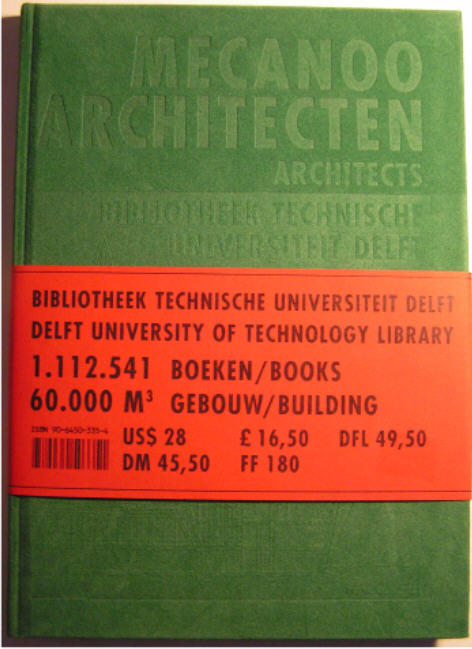 MECANOO
ARCHITECTEN
ARCHITECTS
BIBLIOTHEEK TECHNISCHE
UNIVERSITEIT DELFT
BIBLIOTHEEK TECHNISCHE UNIVERSITEIT DELFT
DELFT UNIVERSITY OF TECHNOLOGY LIBRARY
1.112.541 BOEKEN/BOOKS
60.000 M³ GEBOUW/BUILDING
ISBN 90-6450-335-4
US$ 28 £ 16,50 DFL 49,50
DM 45,50 FF 180